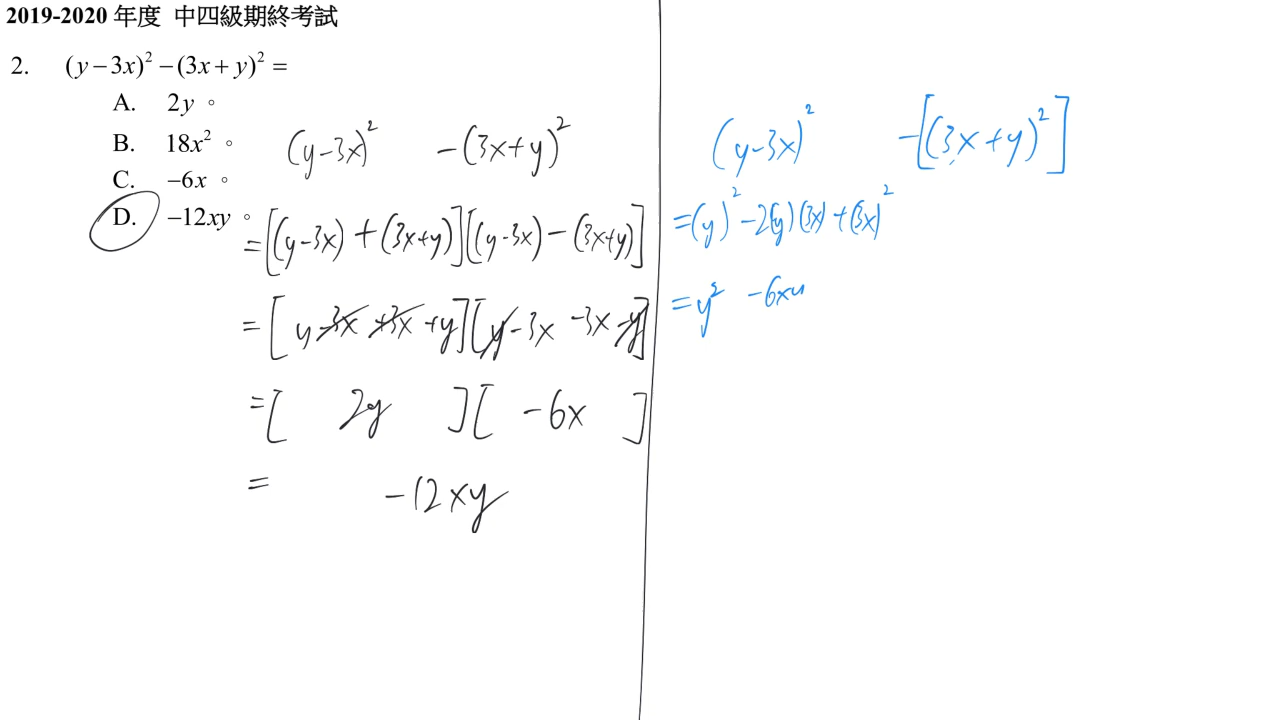 2019-2020 年度 中四級期終考試
2. (y−3x)²−(3x+y)² =
A. 2y。
B. 18x²。
C. −6x。
D. −12xy。
(y-3x)² -(3x+y)²
=[(y-3x)+(3x+y)][(y-3x)-(3x+y)]
=[y-3x+3x+y][y-3x-3x-y]
=[2y][-6x]
= -12xy
(y-3x)² -[(3x+y)²]
=(y)²-2(y)(3x)+(3x)²
=y² -6xy